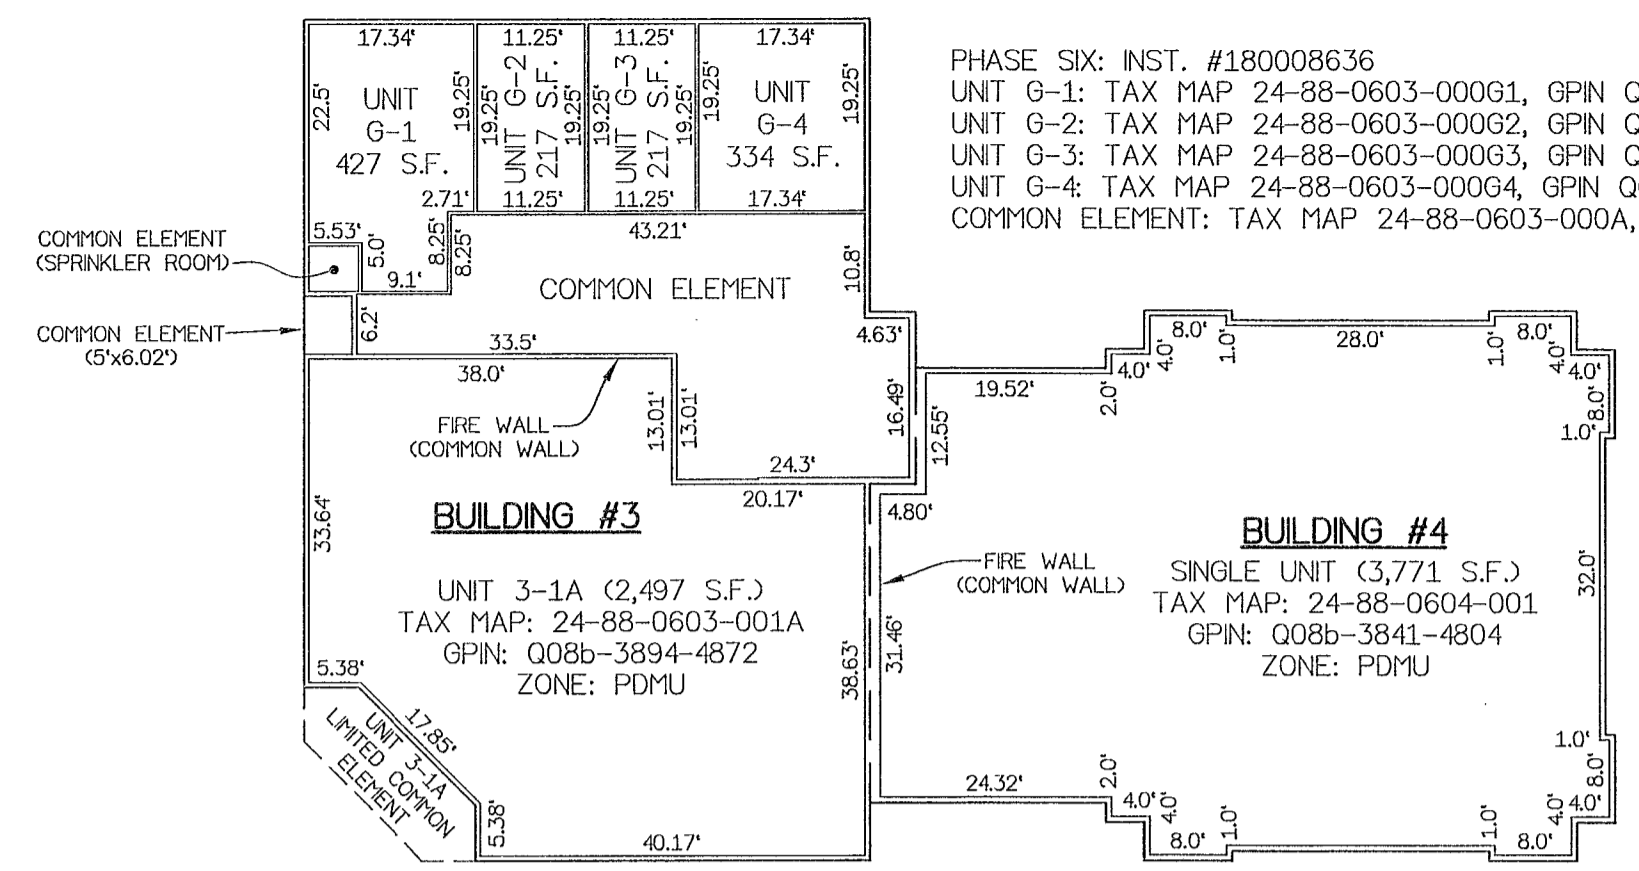 17.34'
11.25'
11.25'
17.34'
22.5'
UNIT
G-1
427 S.F.
19.25'
19.25'
UNIT G-2
217 S.F.
19.25'
19.25'
UNIT G-3
217 S.F.
19.25'
19.25'
UNIT
G-4
334 S.F.
19.25'
2.71'
11.25'
11.25'
17.34'
PHASE SIX: INST. #180008636
UNIT G-1: TAX MAP 24-88-0603-000G1, GPIN Q
UNIT G-2: TAX MAP 24-88-0603-000G2, GPIN Q
UNIT G-3: TAX MAP 24-88-0603-000G3, GPIN Q
UNIT G-4: TAX MAP 24-88-0603-000G4, GPIN Q
COMMON ELEMENT: TAX MAP 24-88-0603-000A,
COMMON ELEMENT
(SPRINKLER ROOM)
5.53'
5.0'
9.1'
8.25'
8.25'
43.21'
10.8'
COMMON ELEMENT
COMMON ELEMENT
(5'x6.02')
6.2'
33.5'
4.63'
38.0'
FIRE WALL
(COMMON WALL)
13.01'
13.01'
16.49'
24.3'
20.17'
12.55'
4.80'
19.52'
2.0'
4.0'
4.0'
8.0'
1.0'
28.0'
1.0'
8.0'
4.0'
4.0'
8.0'
1.0'
33.64'
BUILDING #3
UNIT 3-1A (2,497 S.F.)
TAX MAP: 24-88-0603-001A
GPIN: Q08b-3894-4872
ZONE: PDMU
38.63'
31.46'
FIRE WALL
(COMMON WALL)
BUILDING #4
SINGLE UNIT (3,771 S.F.)
TAX MAP: 24-88-0604-001
GPIN: Q08b-3841-4804
ZONE: PDMU
32.0'
5.38'
17.85'
UNIT 3-1A
LIMITED COMMON
ELEMENT
5.38'
40.17'
24.32'
2.0'
4.0'
4.0'
8.0'
1.0'
1.0'
8.0'
4.0'
4.0'
8.0'
1.0'